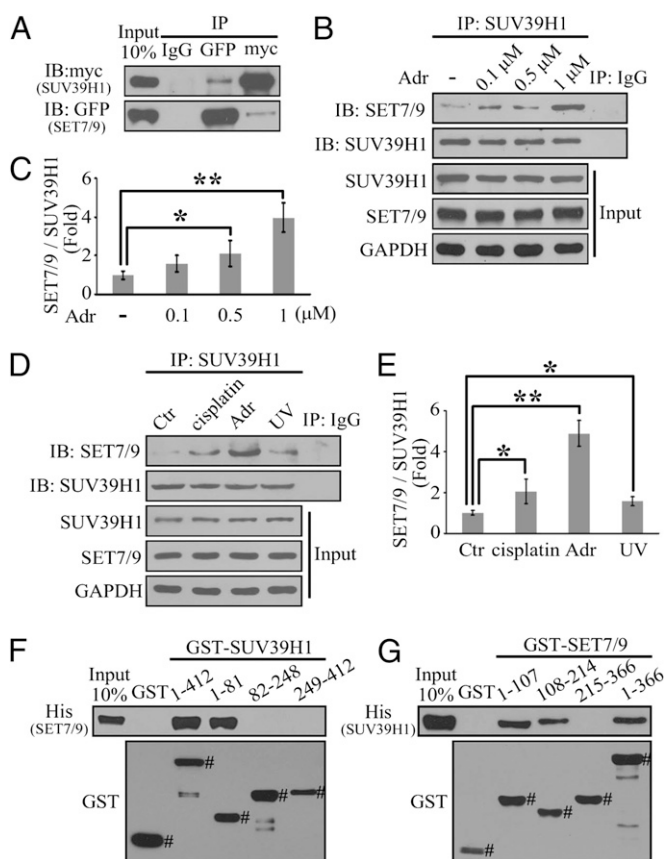 A
Input
10%
IP
IgG GFP myc
IB:myc
(SUV39H1)
IB: GFP
(SET7/9)
B
IP: SUV39H1
Adr - 0.1 μM 0.5 μM 1 μM IP: IgG
IB: SET7/9
IB: SUV39H1
SUV39H1
SET7/9
GAPDH
Input
C
SET7/9 / SUV39H1
(Fold)
6
4
2
0
**
*
Adr - 0.1 0.5 1 (μM)
D
IP: SUV39H1
Ctr cisplatin Adr UV IP: IgG
IB: SET7/9
IB: SUV39H1
SUV39H1
SET7/9
GAPDH
Input
E
SET7/9 / SUV39H1
(Fold)
6
4
2
0
*
**
*
Ctr cisplatin Adr UV
F
GST-SUV39H1
Input
10% GST 1-412 1-81 82-248 249-412
His
(SET7/9)
GST
# # # # #
G
GST-SET7/9
Input
10% GST 1-107 108-214 215-366 1-366
His
(SUV39H1)
GST
# # # # #